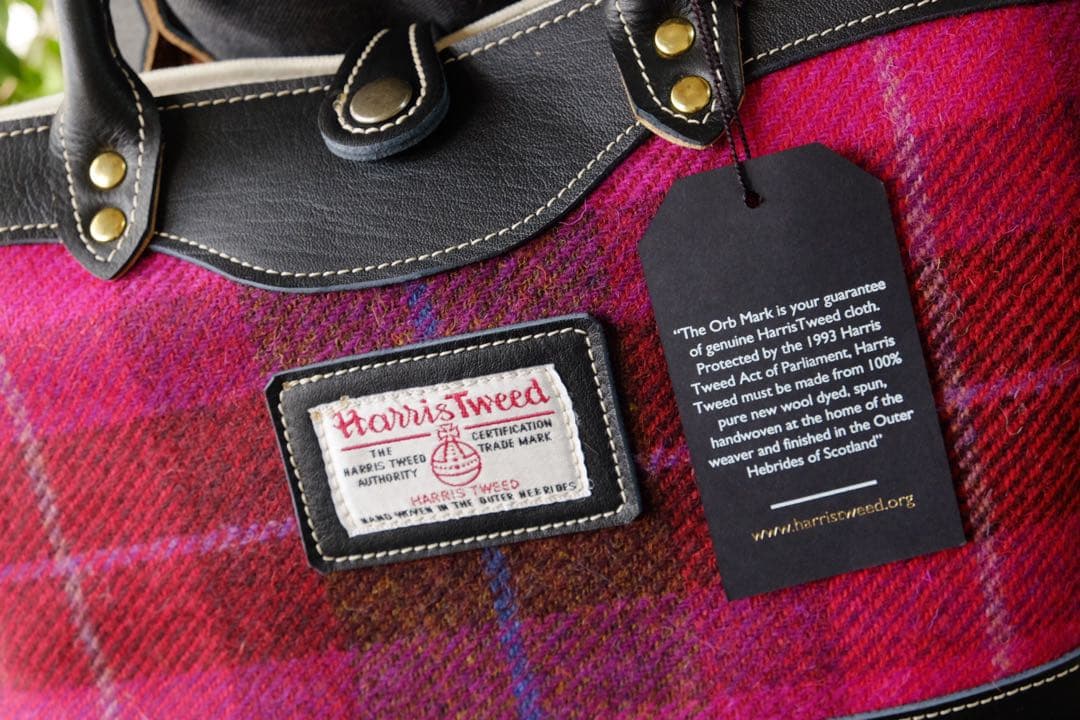 Harris Tweed
THE
HARRIS TWEED
AUTHORITY
CERTIFICATION
TRADE MARK
HARRIS TWEED
HAND WOVEN IN THE OUTER HEBRIDES
“The Orb Mark is your guarantee
of genuine HarrisTweed cloth.
Protected by the 1993 Harris
Tweed Act of Parliament, Harris
Tweed must be made from 100%
pure new wool dyed, spun,
handwoven at the home of the
weaver and finished in the Outer
Hebrides of Scotland”
www.harristweed.org